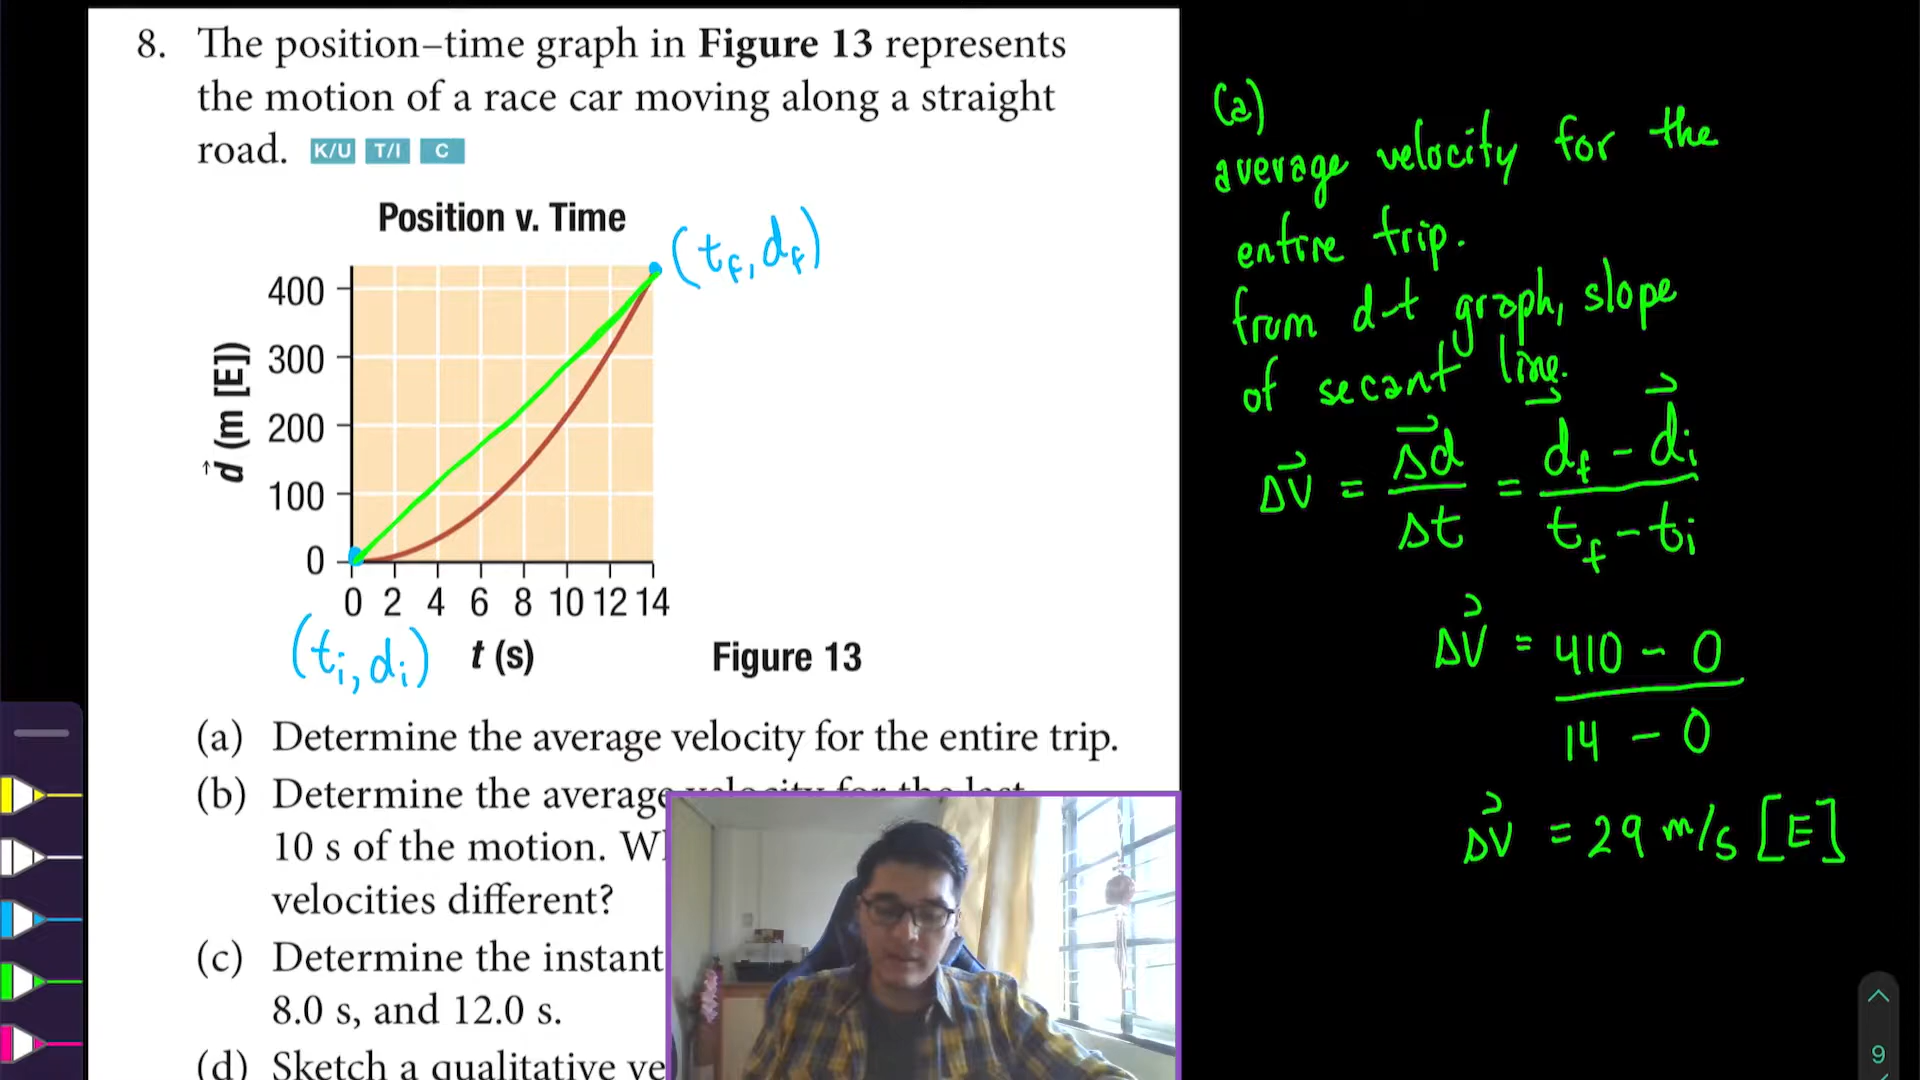 8. The position–time graph in Figure 13 represents
the motion of a race car moving along a straight
road. K/U T/I C
Position v. Time
(tf, df)
400
300
200
100
0
d⃗ (m [E])
0 2 4 6 8 10 12 14
(ti, di)
t (s)
Figure 13
(a) Determine the average velocity for the entire trip.
(b) Determine the average velocity for the last
10 s of the motion. W
velocities different?
(c) Determine the instant
8.0 s, and 12.0 s.
(d) Sketch a qualitative ve
(a)
average velocity for the
entire trip.
from d-t graph, slope
of secant line.
Δv⃗ = Δd⃗ / Δt = d⃗f - d⃗i / tf - ti
Δv⃗ = 410 - 0 / 14 - 0
Δv⃗ = 29 m/s [E]
9